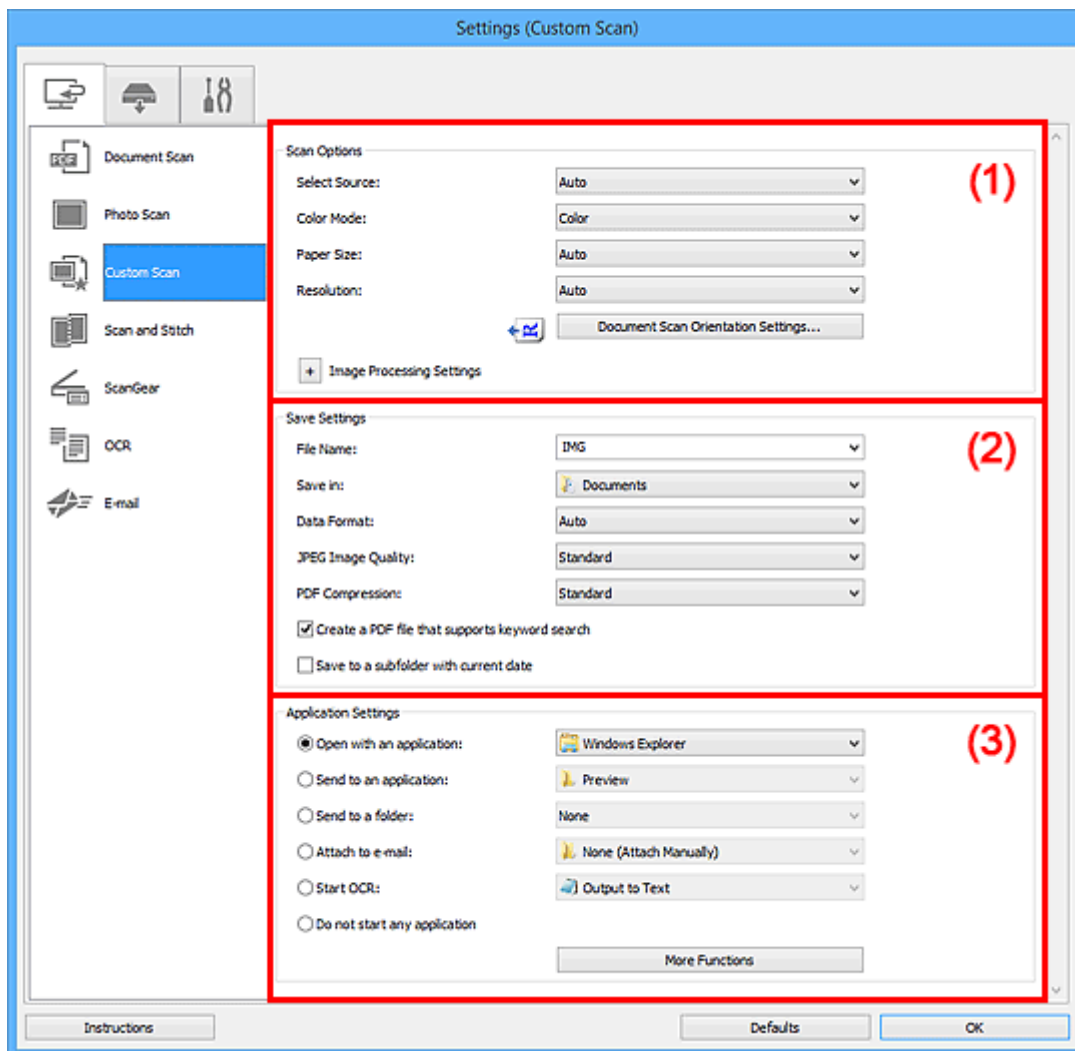 Settings (Custom Scan)
Document Scan
Photo Scan
Custom Scan
Scan and Stitch
ScanGear
OCR
E-mail
Scan Options
(1)
Select Source: Auto
Color Mode: Color
Paper Size: Auto
Resolution: Auto
Document Scan Orientation Settings...
+ Image Processing Settings
Save Settings
(2)
File Name: IMG
Save in: Documents
Data Format: Auto
JPEG Image Quality: Standard
PDF Compression: Standard
Create a PDF file that supports keyword search
Save to a subfolder with current date
Application Settings
(3)
Open with an application: Windows Explorer
Send to an application: Preview
Send to a folder: None
Attach to e-mail: None (Attach Manually)
Start OCR: Output to Text
Do not start any application
More Functions
Instructions Defaults OK